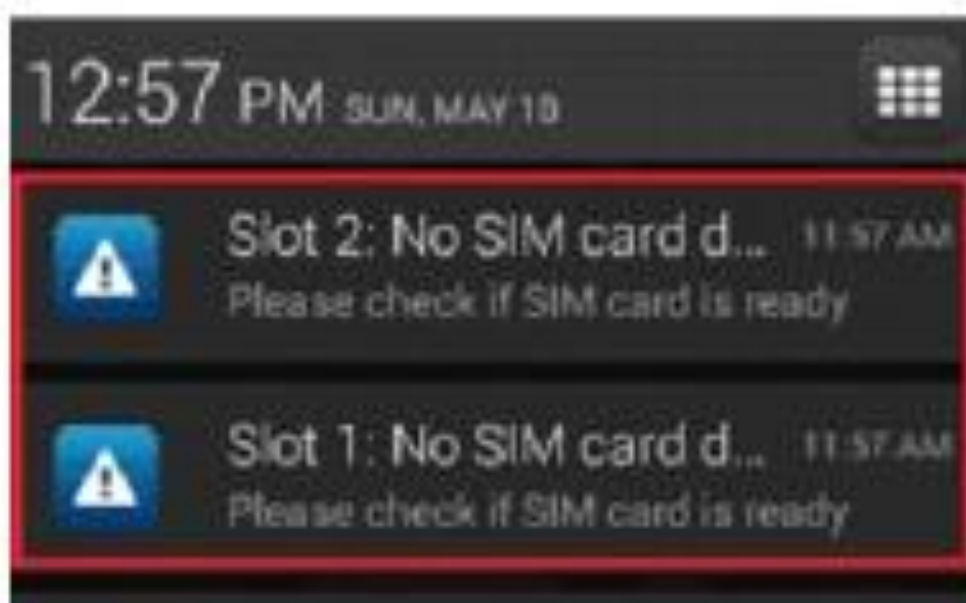 12:57 PM SUN, MAY 18
Slot 2: No SIM card d... 11:57 AM
Please check if SIM card is ready
Slot 1: No SIM card d... 11:57 AM
Please check if SIM card is ready